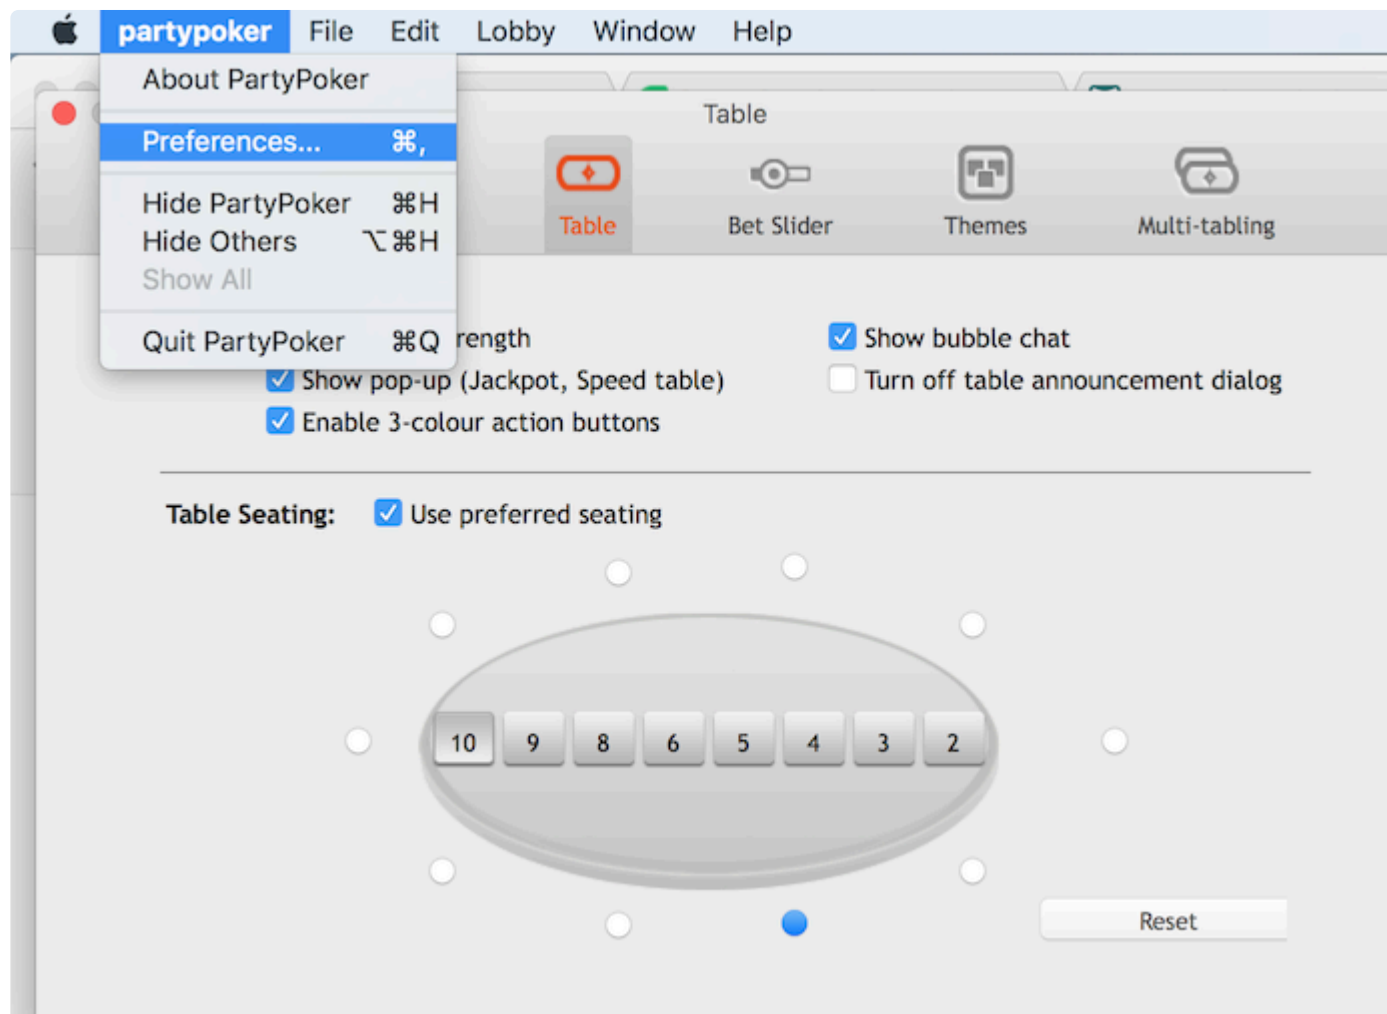 partypoker File Edit Lobby Window Help
About PartyPoker
Table
Preferences... ⌘,
Hide PartyPoker ⌘H
Hide Others ⌥⌘H
Show All
Quit PartyPoker ⌘Q
Table Bet Slider Themes Multi-tabling
Show bubble chat
Show pop-up (Jackpot, Speed table) Turn off table announcement dialog
Enable 3-colour action buttons
Table Seating: Use preferred seating
10 9 8 6 5 4 3 2
Reset